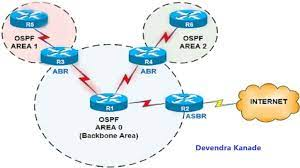 R5
OSPF
AREA 1
R6
OSPF
AREA 2
R3
ABR
R4
ABR
R1
OSPF
AREA 0
(Backbone Area)
R2
ASBR
INTERNET
Devendra Kanade